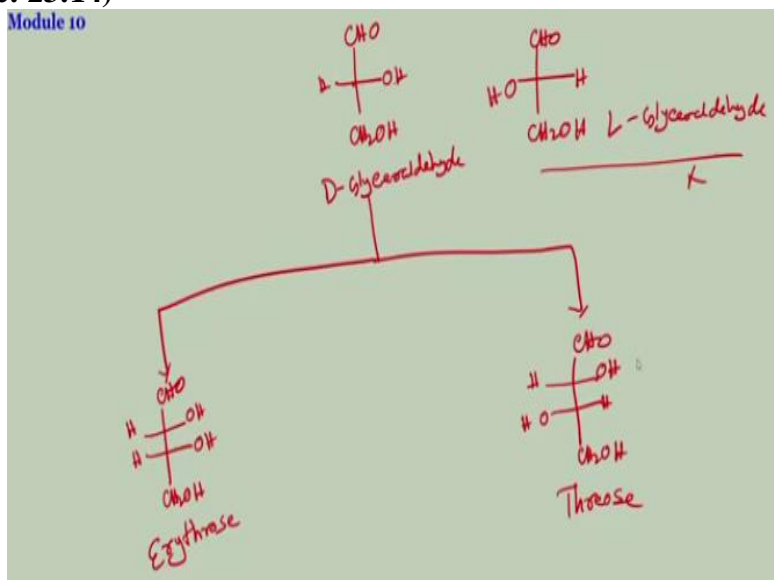 Module 10
CHO
H OH
CH2OH
D-Glyceraldehyde
CHO
HO H
CH2OH L-Glyceraldehyde
CHO
H OH
H OH
CH2OH
Erythrose
CHO
H OH
HO H
CH2OH
Threose